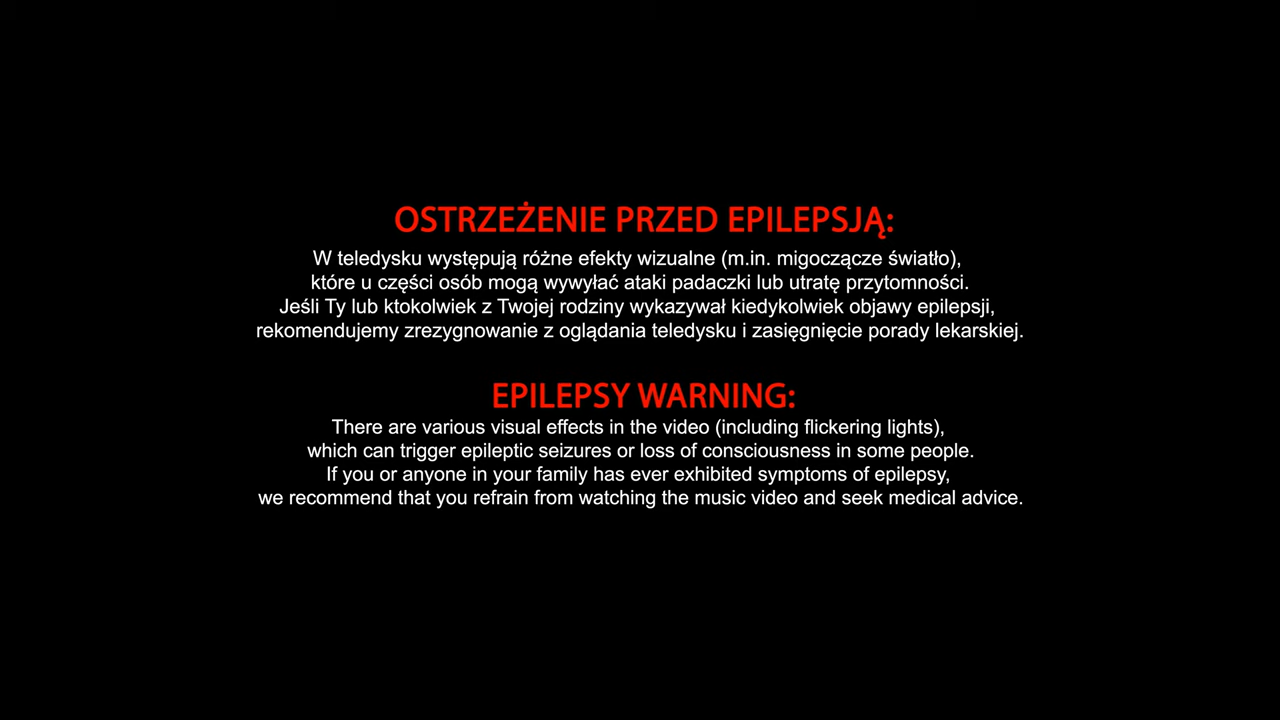 OSTRZEŻENIE PRZED EPILEPSJĄ:
W teledysku występują różne efekty wizualne (m.in. migoczącze światło),
które u części osób mogą wywyłać ataki padaczki lub utratę przytomności.
Jeśli Ty lub ktokolwiek z Twojej rodziny wykazywał kiedykolwiek objawy epilepsji,
rekomendujemy zrezygnowanie z oglądania teledysku i zasięgnięcie porady lekarskiej.
EPILEPSY WARNING:
There are various visual effects in the video (including flickering lights),
which can trigger epileptic seizures or loss of consciousness in some people.
If you or anyone in your family has ever exhibited symptoms of epilepsy,
we recommend that you refrain from watching the music video and seek medical advice.